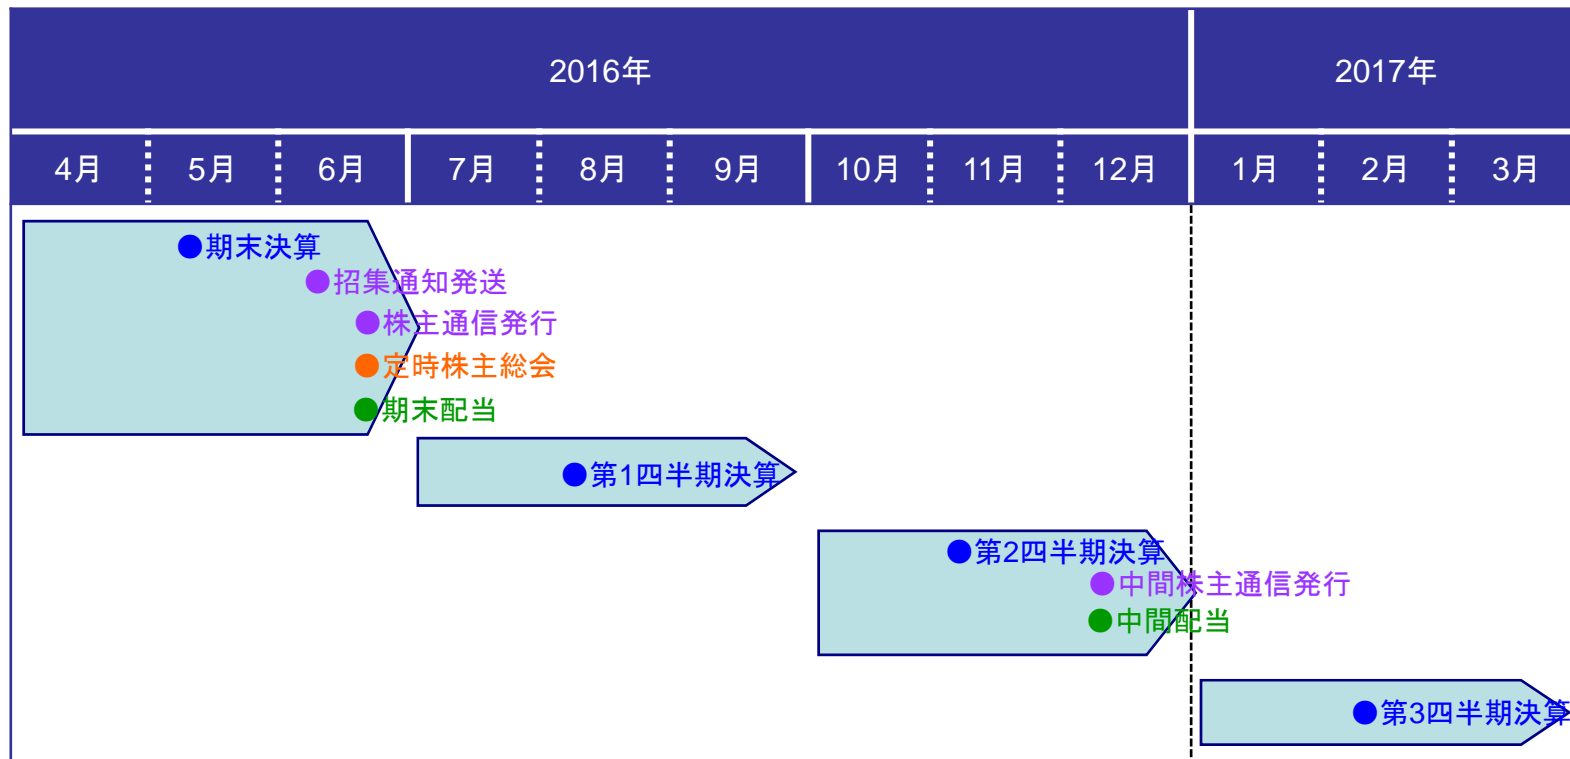 2016年 2017年
4月 5月 6月 7月 8月 9月 10月 11月 12月 1月 2月 3月
●期末決算
●招集通知発送
●株主通信発行
●定時株主総会
●期末配当
●第1四半期決算
●第2四半期決算
●中間株主通信発行
●中間配当
●第3四半期決算